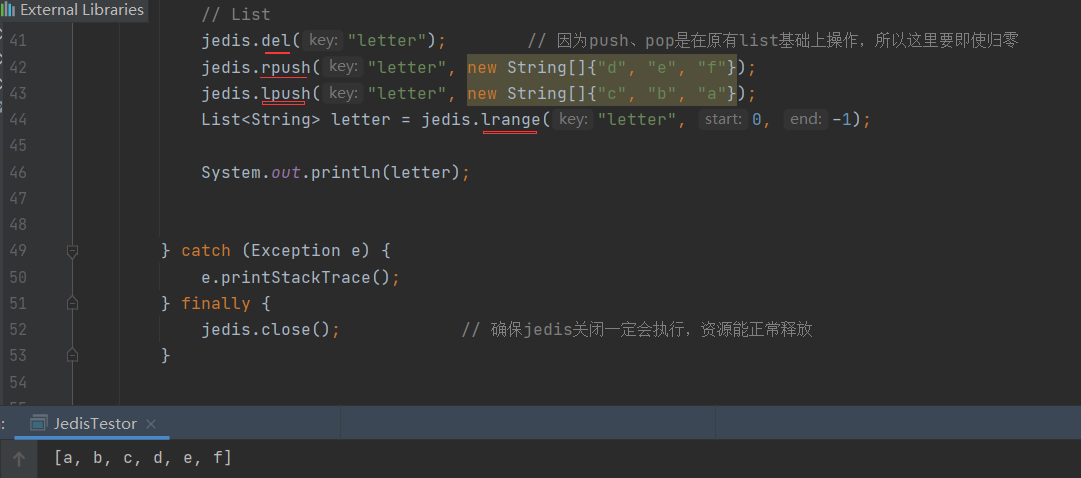 External Libraries
// List
41 jedis.del( key: "letter"); // 因为push、pop是在原有list基础上操作，所以这里要即使归零
42 jedis.rpush( key: "letter", new String[]{"d", "e", "f"});
43 jedis.lpush( key: "letter", new String[]{"c", "b", "a"});
44 List<String> letter = jedis.lrange( key: "letter", start: 0, end: -1);
45
46 System.out.println(letter);
47
48
49 } catch (Exception e) {
50 e.printStackTrace();
51 } finally {
52 jedis.close(); // 确保jedis关闭一定会执行，资源能正常释放
53 }
54
: JedisTestor
[a, b, c, d, e, f]